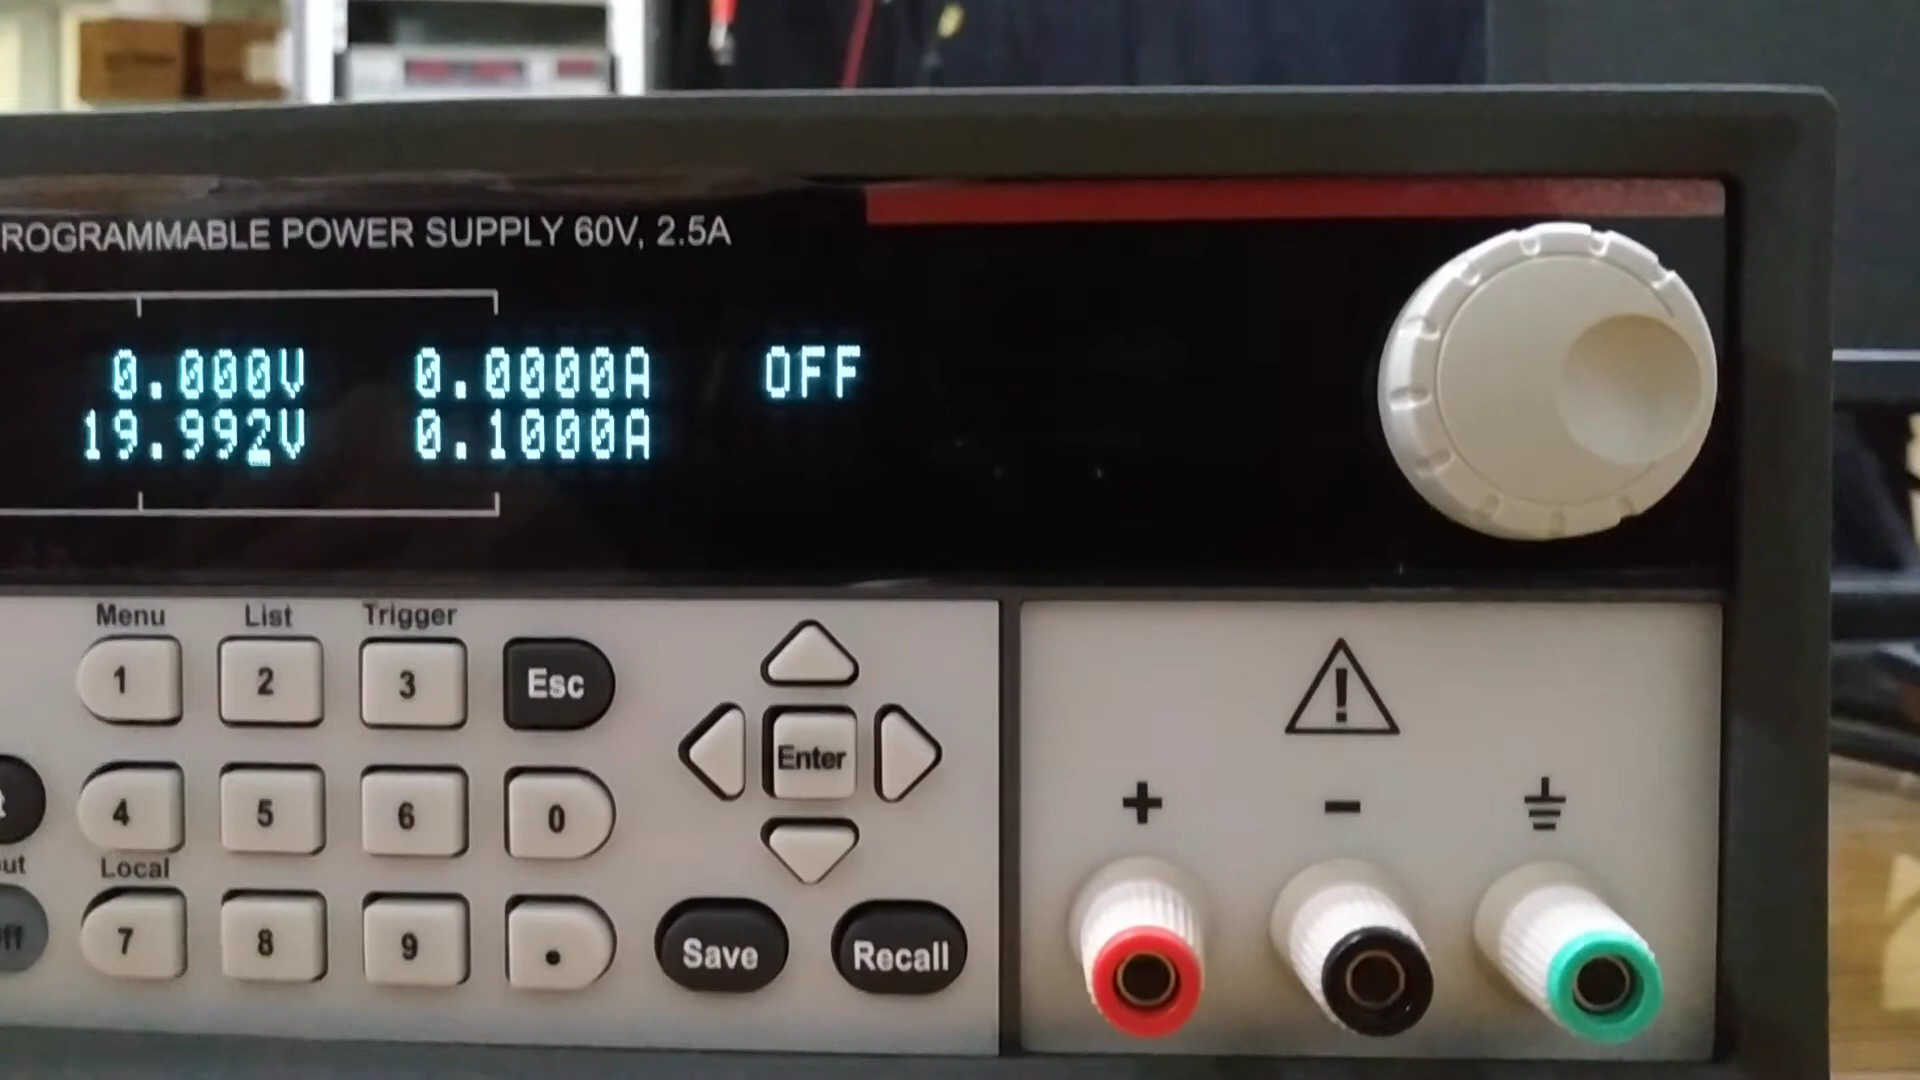 ROGRAMMABLE POWER SUPPLY 60V, 2.5A
0.000V 0.0000A OFF
19.992V 0.1000A
Menu List Trigger
1 2 3 Esc
Enter
4 5 6 0
+ -
Local
7 8 9 .
Save Recall